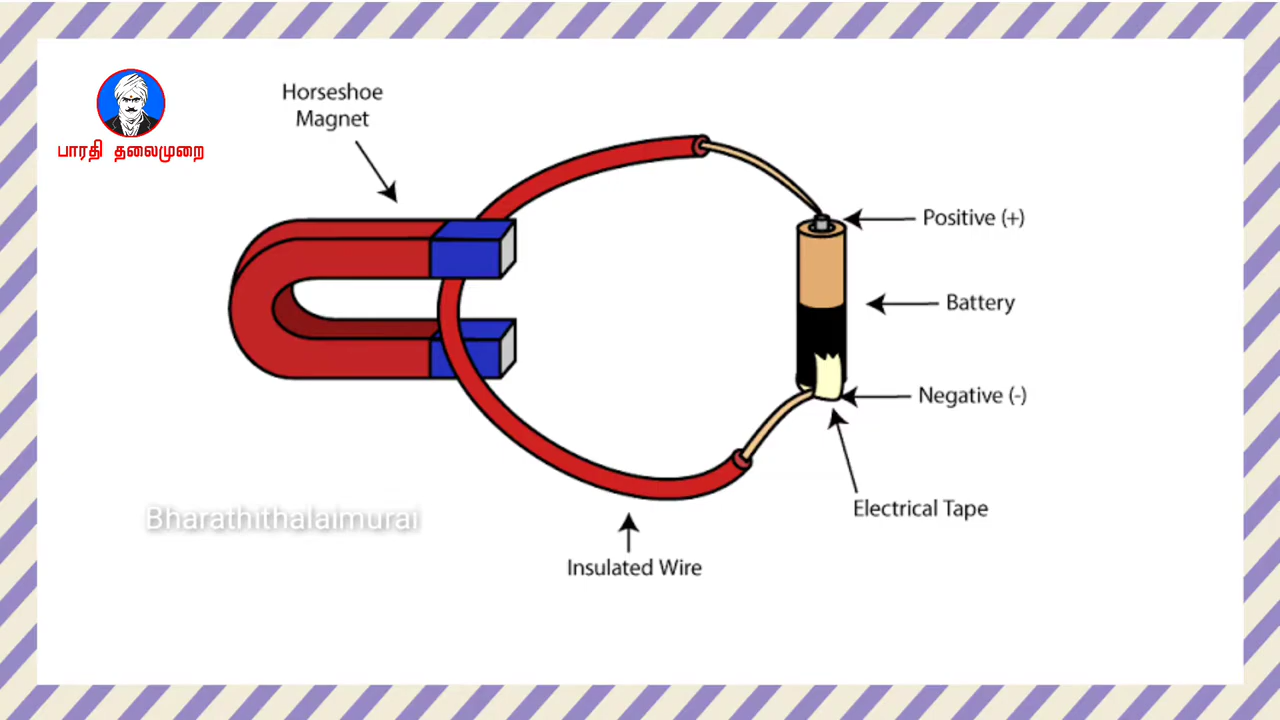 Horseshoe
Magnet
பாரதி தலைமுறை
Positive (+)
Battery
Negative (-)
Electrical Tape
Bharathithalaimurai
Insulated Wire